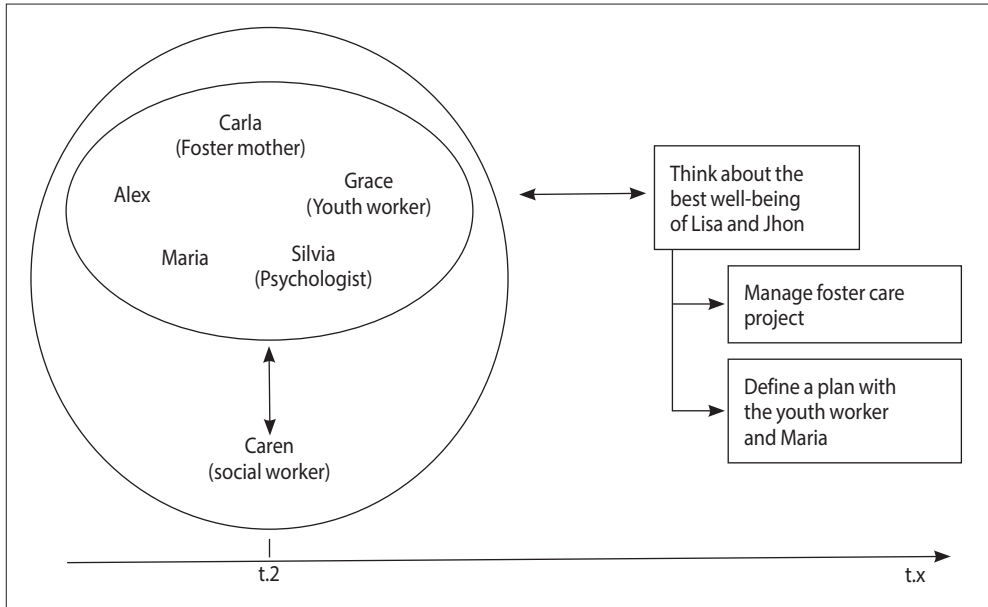 Carla
(Foster mother)
Alex
Grace
(Youth worker)
Maria
Silvia
(Psychologist)
Caren
(social worker)
Think about the
best well-being
of Lisa and Jhon
Manage foster care
project
Define a plan with
the youth worker
and Maria
t.2
t.x